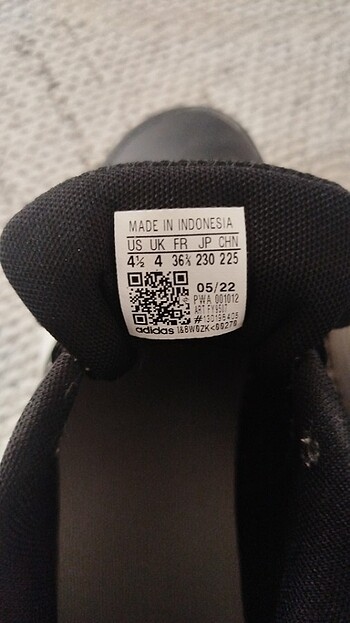 MADE IN INDONESIA
US UK FR JP CHN
4½ 4 36⅔ 230 225
05/22
PWA 001012
ART
adidas